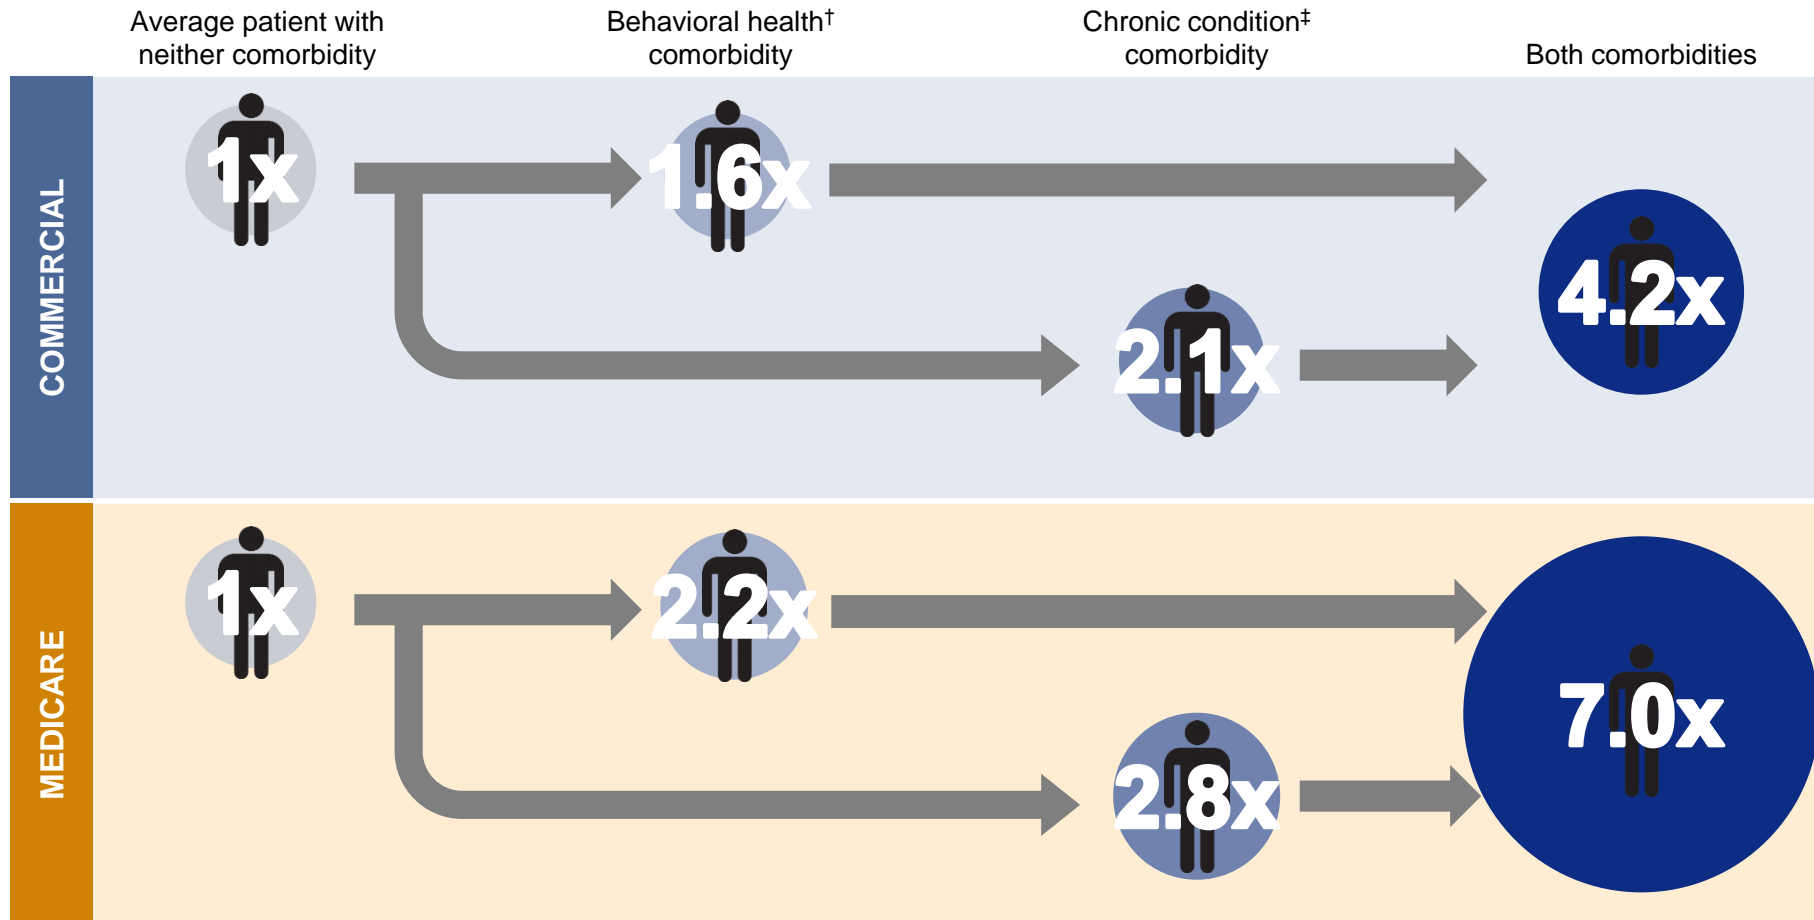 Average patient with
neither comorbidity
Behavioral health†
comorbidity
Chronic condition‡
comorbidity
Both comorbidities
COMMERCIAL
1x
1.6x
2.1x
4.2x
MEDICARE
1x
2.2x
2.8x
7.0x